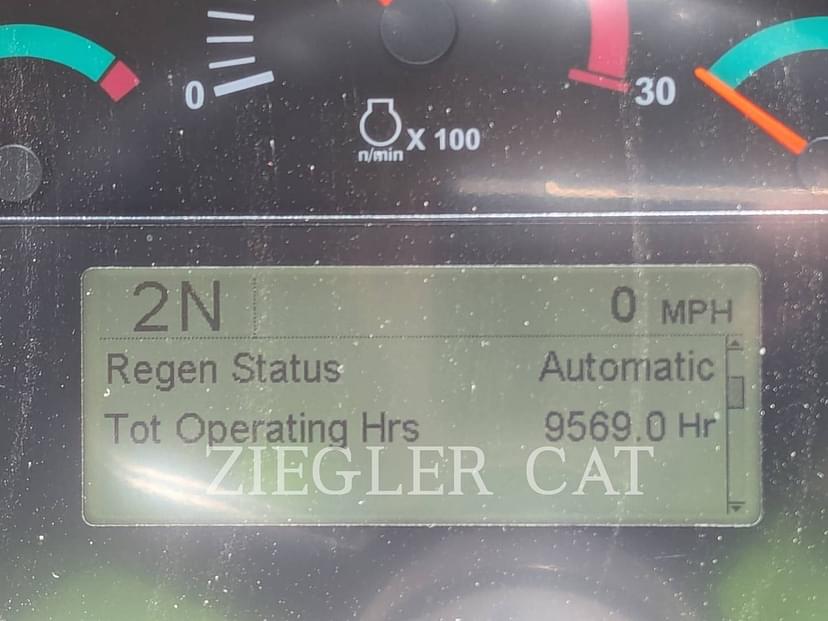 0
30
n/min X 100
2N 0 MPH
Regen Status Automatic
Tot Operating Hrs 9569.0 Hr
ZIEGLER CAT